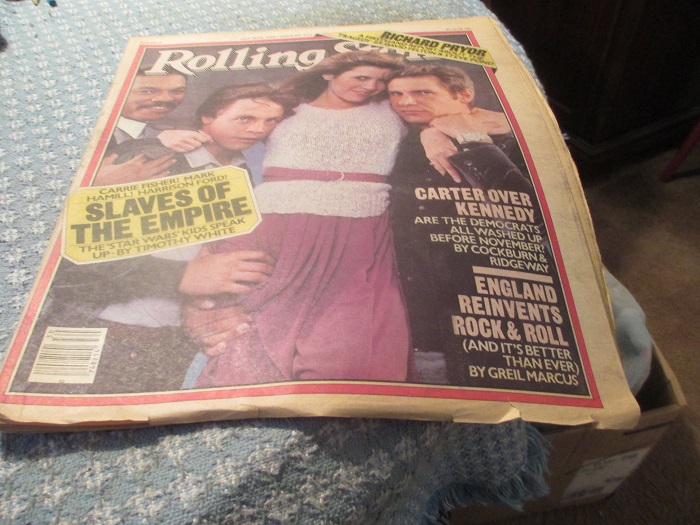 RICHARD PRYOR
Rolling Stone
CARRIE FISHER! MARK
HAMILL! HARRISON FORD!
SLAVES OF
THE EMPIRE
THE 'STAR WARS' KIDS SPEAK
UP · BY TIMOTHY WHITE
CARTER OVER
KENNEDY
ARE THE DEMOCRATS
ALL WASHED UP
BEFORE NOVEMBER?
BY COCKBURN &
RIDGEWAY
ENGLAND
REINVENTS
ROCK & ROLL
(AND IT'S BETTER
THAN EVER)
BY GREIL MARCUS